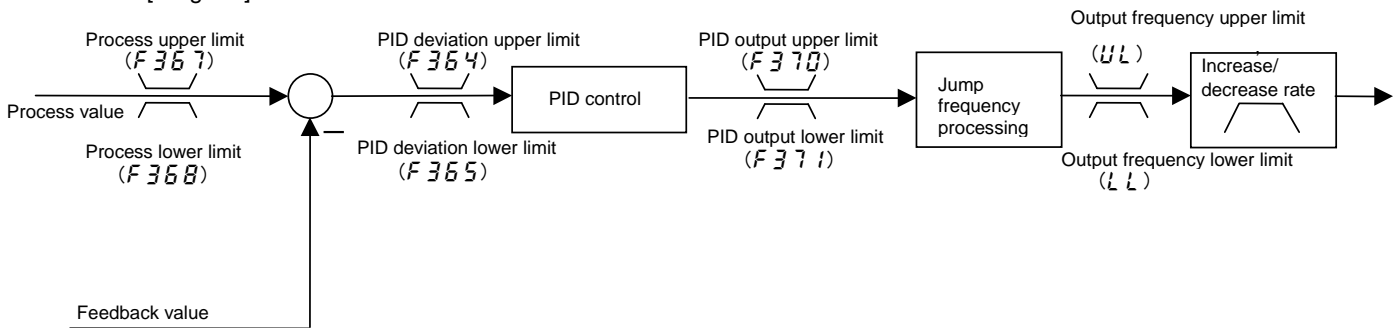 Process upper limit
(F367)
Process value
Process lower limit
(F368)
PID deviation upper limit
(F364)
PID deviation lower limit
(F365)
PID control
PID output upper limit
(F370)
PID output lower limit
(F371)
Jump
frequency
processing
Output frequency upper limit
(UL)
Output frequency lower limit
(LL)
Increase/
decrease rate
Feedback value